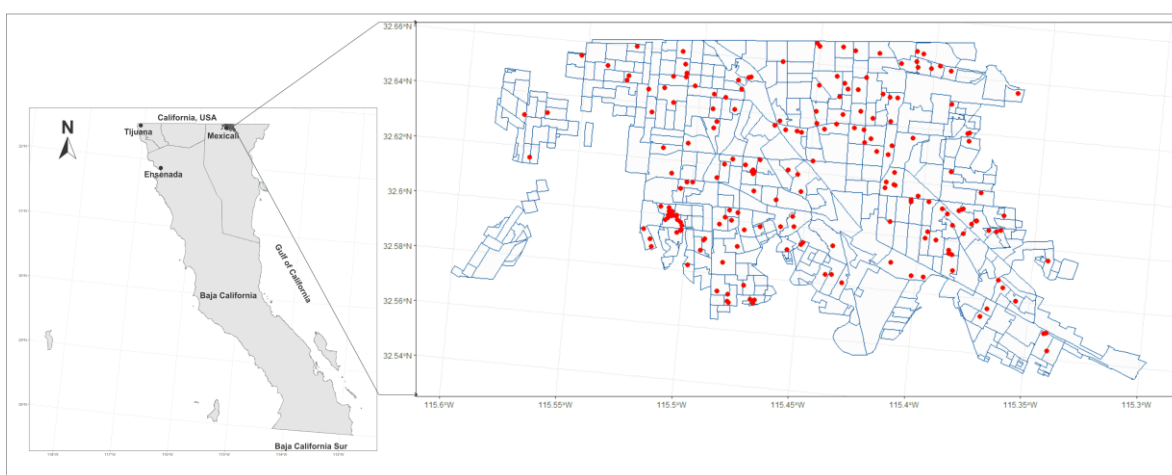 N
California, USA
Tijuana
Mexicali
Ensenada
Gulf of California
Baja California
Baja California Sur
32.66°N
32.64°N
32.62°N
32.6°N
32.58°N
32.56°N
32.54°N
115.6°W
115.55°W
115.5°W
115.45°W
115.4°W
115.35°W
115.3°W